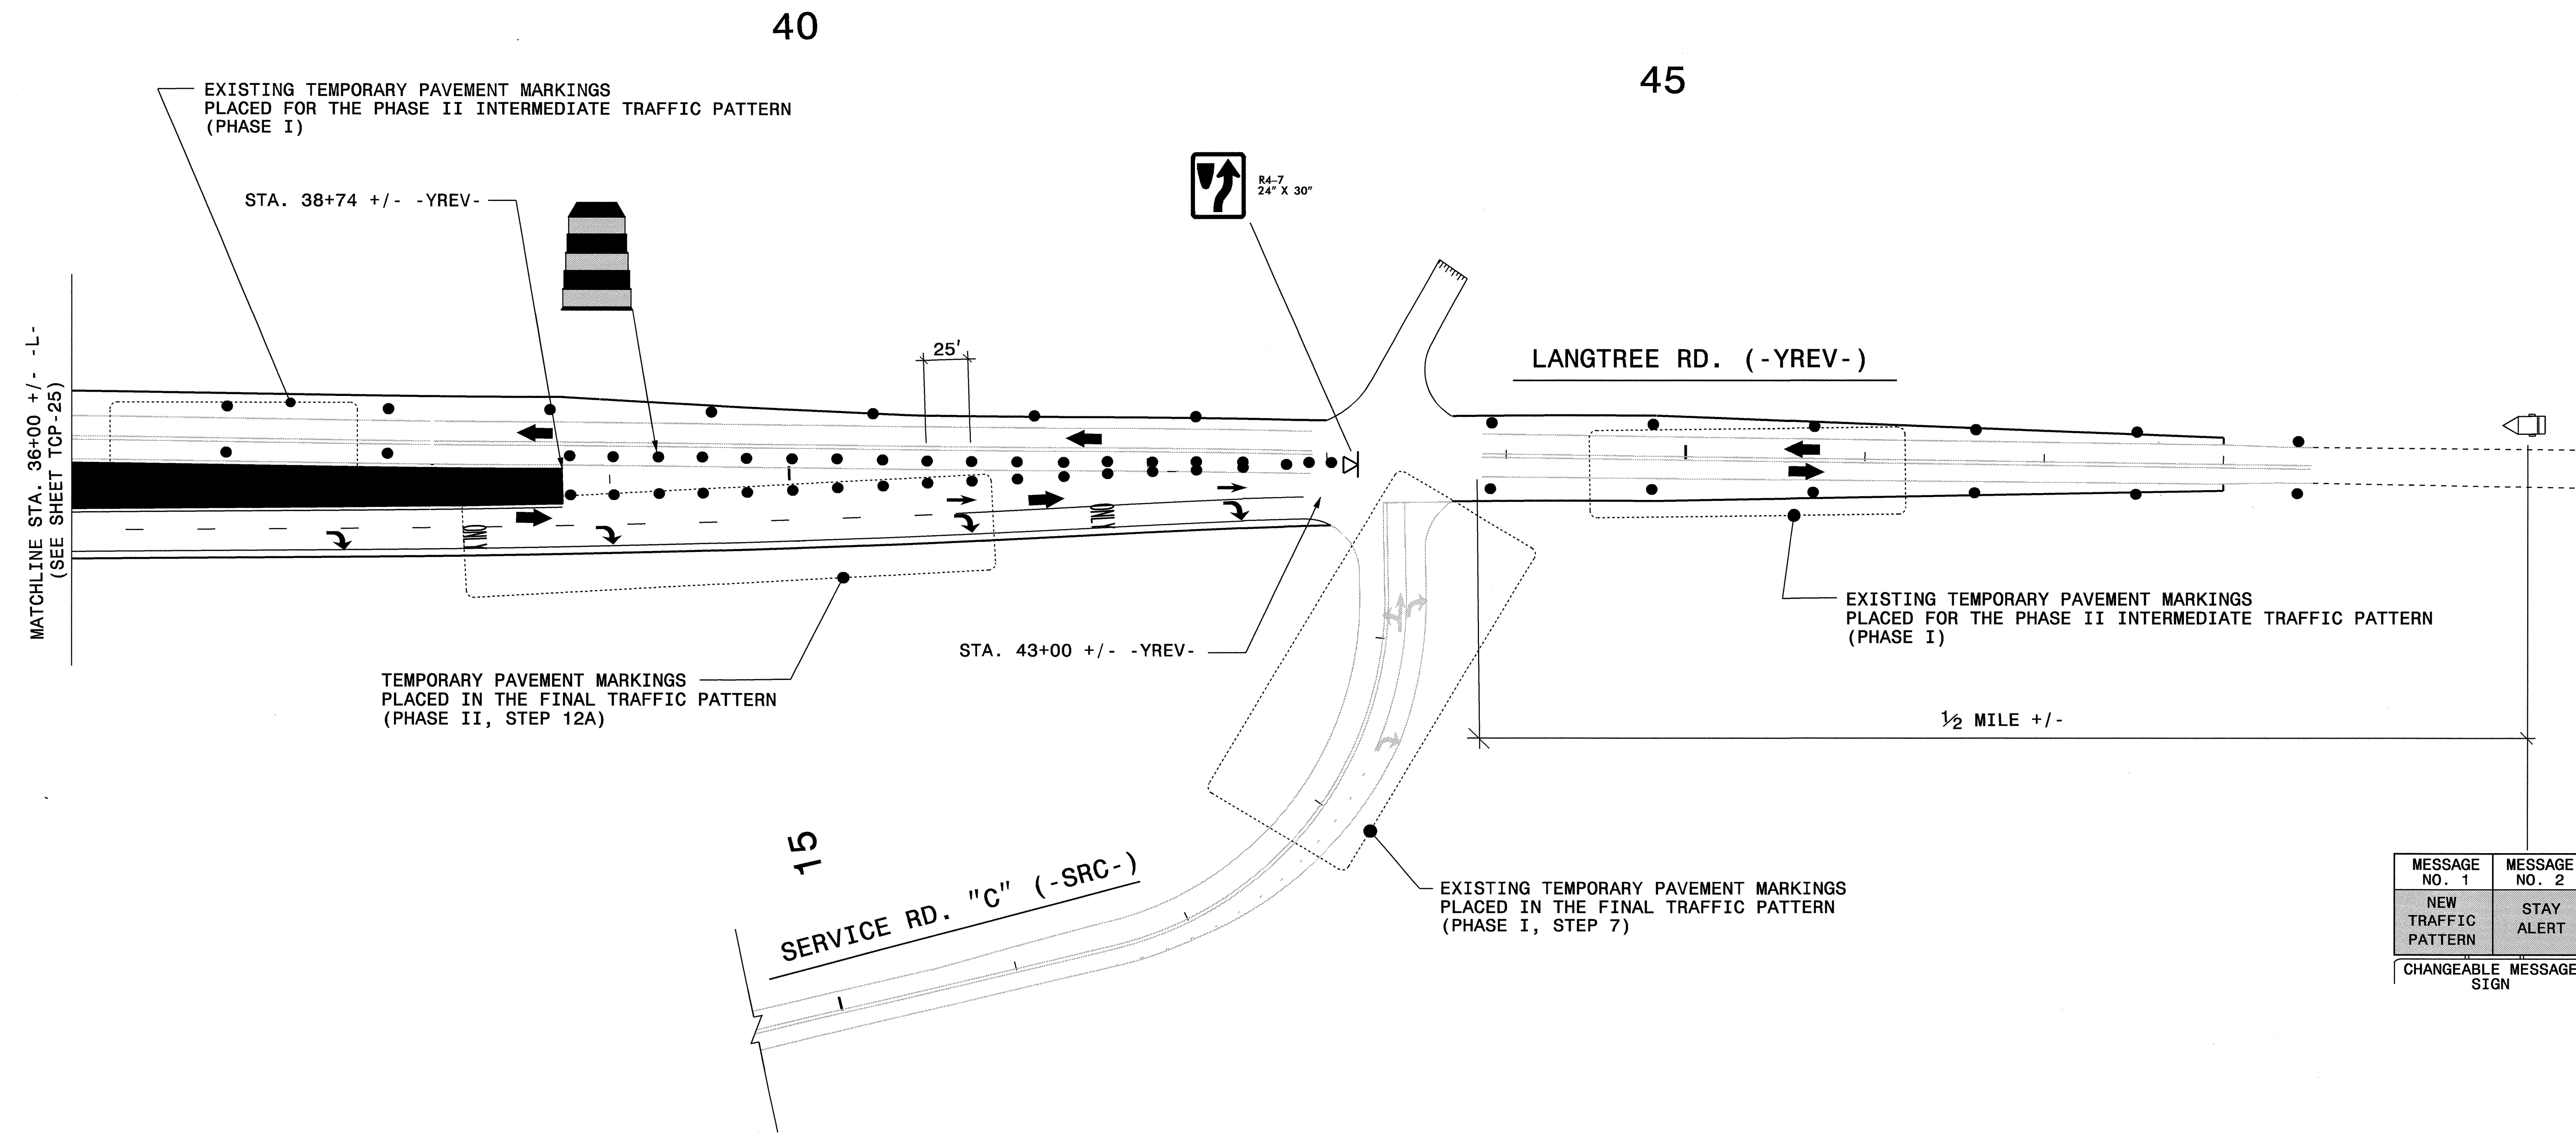 40
45
EXISTING TEMPORARY PAVEMENT MARKINGS
PLACED FOR THE PHASE II INTERMEDIATE TRAFFIC PATTERN
(PHASE I)
STA. 38+74 +/- -YREV-
R4-7
24" X 30"
25'
LANGTREE RD. (-YREV-)
MATCHLINE STA. 36+00 +/- -L-
(SEE SHEET TCP-25)
ONLY
ONLY
EXISTING TEMPORARY PAVEMENT MARKINGS
PLACED FOR THE PHASE II INTERMEDIATE TRAFFIC PATTERN
(PHASE I)
STA. 43+00 +/- -YREV-
TEMPORARY PAVEMENT MARKINGS
PLACED IN THE FINAL TRAFFIC PATTERN
(PHASE II, STEP 12A)
½ MILE +/-
15
SERVICE RD. "C" (-SRC-)
EXISTING TEMPORARY PAVEMENT MARKINGS
PLACED IN THE FINAL TRAFFIC PATTERN
(PHASE I, STEP 7)
MESSAGE NO. 1
MESSAGE NO. 2
NEW
TRAFFIC
PATTERN
STAY
ALERT
CHANGEABLE MESSAGE
SIGN